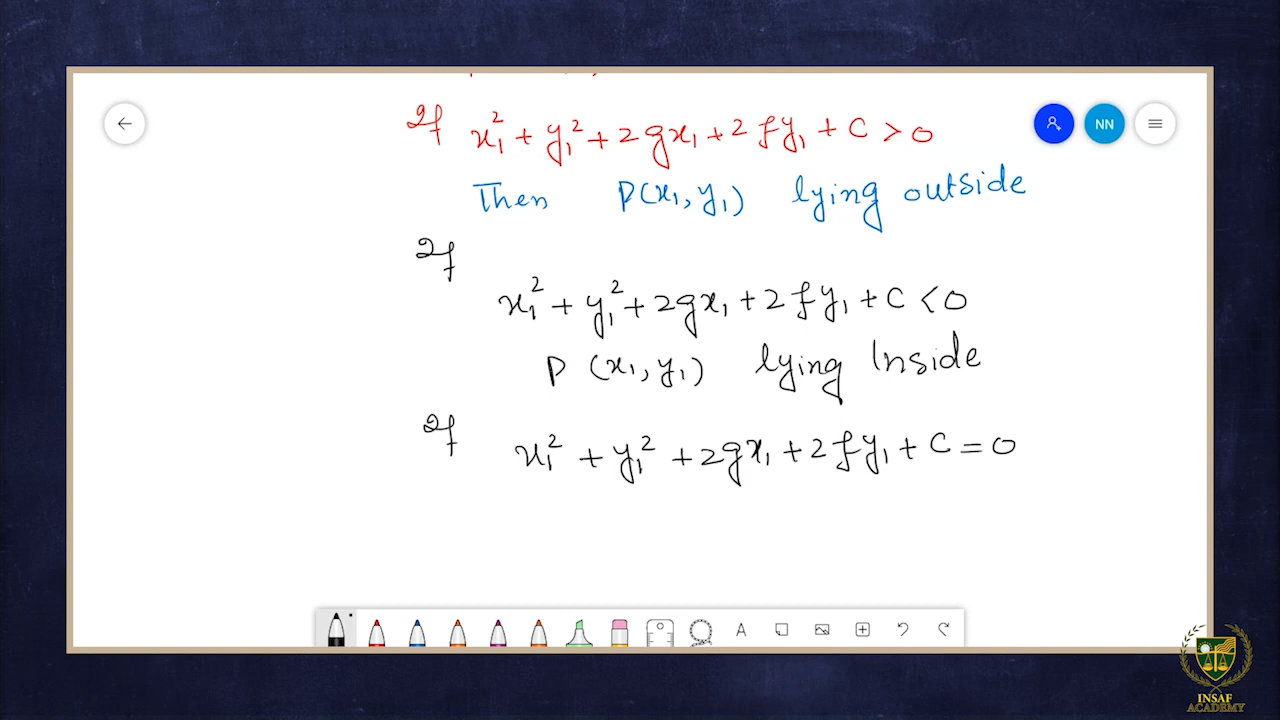 If x₁² + y₁² + 2gx₁ + 2fy₁ + c > 0
NN
Then P(x₁, y₁) lying outside
If
x₁² + y₁² + 2gx₁ + 2fy₁ + c < 0
P (x₁, y₁) lying Inside
If x₁² + y₁² + 2gx₁ + 2fy₁ + c = 0
A
INSAF
ACADEMY